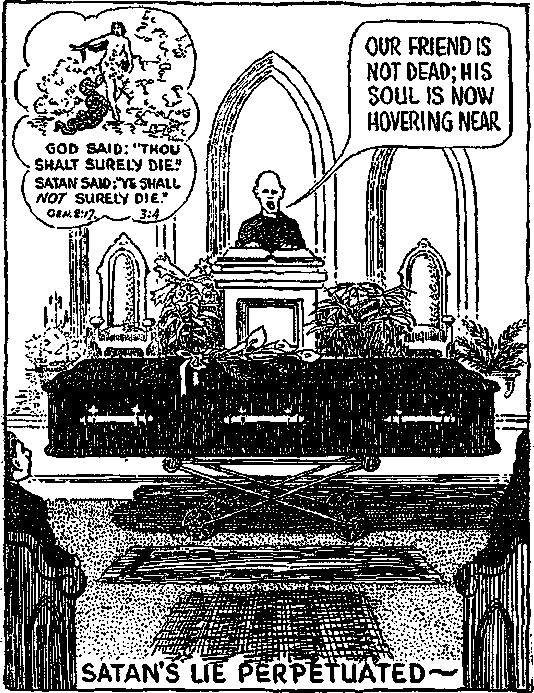 GOD SAID: "THOU
SHALT SURELY DIE."
SATAN SAID: "YE SHALL
NOT SURELY DIE."
GEN. 2:17, 3:4
OUR FRIEND IS
NOT DEAD; HIS
SOUL IS NOW
HOVERING NEAR
SATAN'S LIE PERPETUATED~